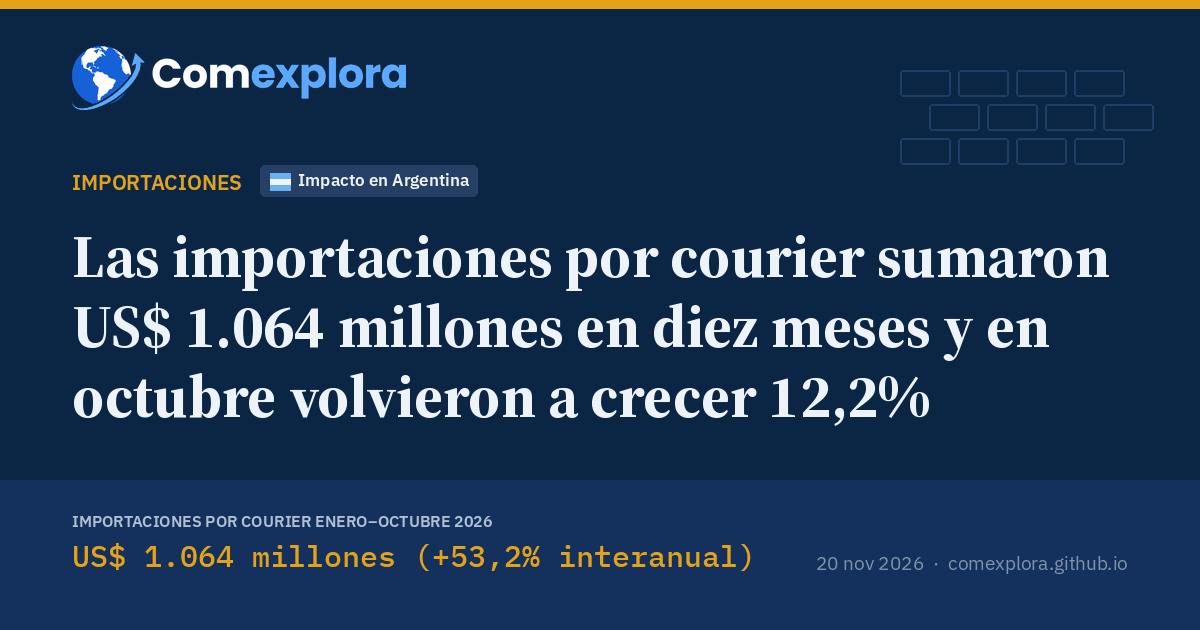 Comexplora
IMPORTACIONES
Impacto en Argentina
Las importaciones por courier sumaron
US$ 1.064 millones en diez meses y en
octubre volvieron a crecer 12,2%
IMPORTACIONES POR COURIER ENERO–OCTUBRE 2026
US$ 1.064 millones (+53,2% interanual)
20 nov 2026 · comexplora.github.io